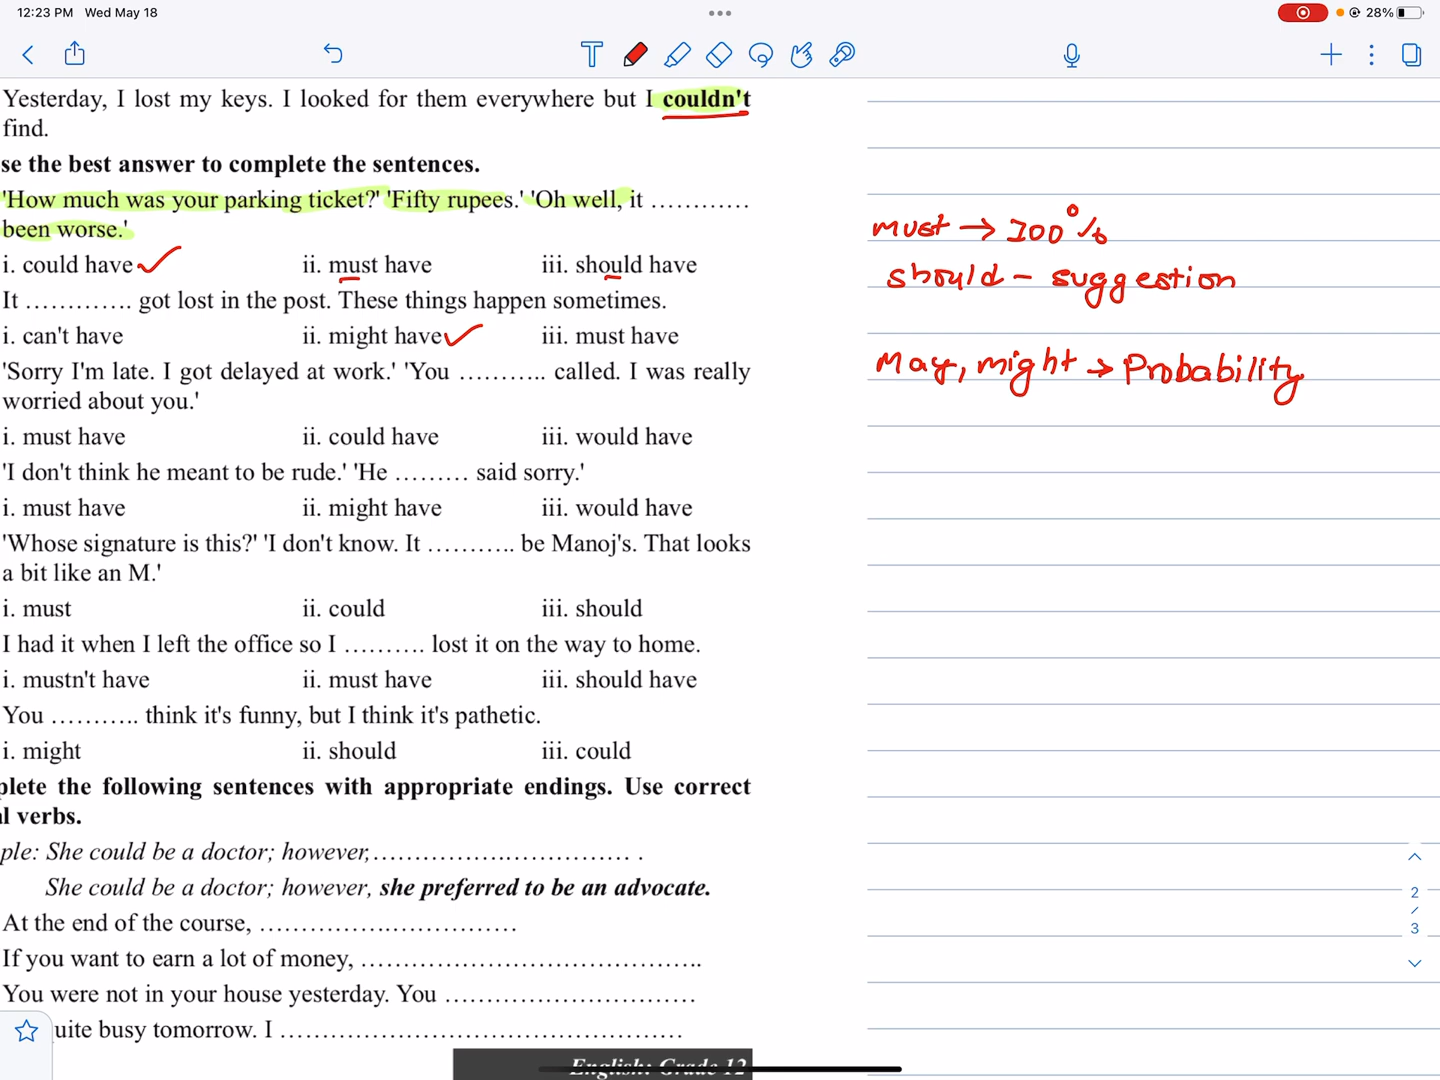 12:23 PM Wed May 18
28%
Yesterday, I lost my keys. I looked for them everywhere but I couldn't
find.
se the best answer to complete the sentences.
'How much was your parking ticket?' 'Fifty rupees.' 'Oh well, it …………
been worse.'
i. could have ii. must have iii. should have
must → 100%
should – suggestion
It …………. got lost in the post. These things happen sometimes.
i. can't have ii. might have iii. must have
May, might → Probability
'Sorry I'm late. I got delayed at work.' 'You ……….. called. I was really
worried about you.'
i. must have ii. could have iii. would have
'I don't think he meant to be rude.' 'He ……… said sorry.'
i. must have ii. might have iii. would have
'Whose signature is this?' 'I don't know. It ……….. be Manoj's. That looks
a bit like an M.'
i. must ii. could iii. should
I had it when I left the office so I ………. lost it on the way to home.
i. mustn't have ii. must have iii. should have
You ……….. think it's funny, but I think it's pathetic.
i. might ii. should iii. could
plete the following sentences with appropriate endings. Use correct
al verbs.
ple: She could be a doctor; however,………………………… .
She could be a doctor; however, she preferred to be an advocate.
At the end of the course, …………………………
If you want to earn a lot of money, …………………………………..
You were not in your house yesterday. You …………………………
uite busy tomorrow. I …………………………………………
2
/
3
English: Grade 12